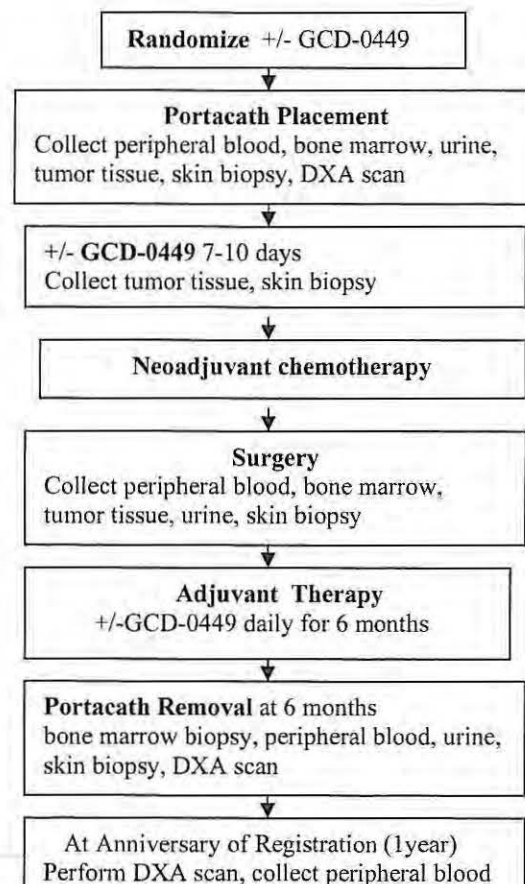 Randomize +/- GCD-0449
Portacath Placement
Collect peripheral blood, bone marrow, urine,
tumor tissue, skin biopsy, DXA scan
+/- GCD-0449 7-10 days
Collect tumor tissue, skin biopsy
Neoadjuvant chemotherapy
Surgery
Collect peripheral blood, bone marrow,
tumor tissue, urine, skin biopsy
Adjuvant Therapy
+/-GCD-0449 daily for 6 months
Portacath Removal at 6 months
bone marrow biopsy, peripheral blood, urine,
skin biopsy, DXA scan
At Anniversary of Registration (1year)
Perform DXA scan, collect peripheral blood